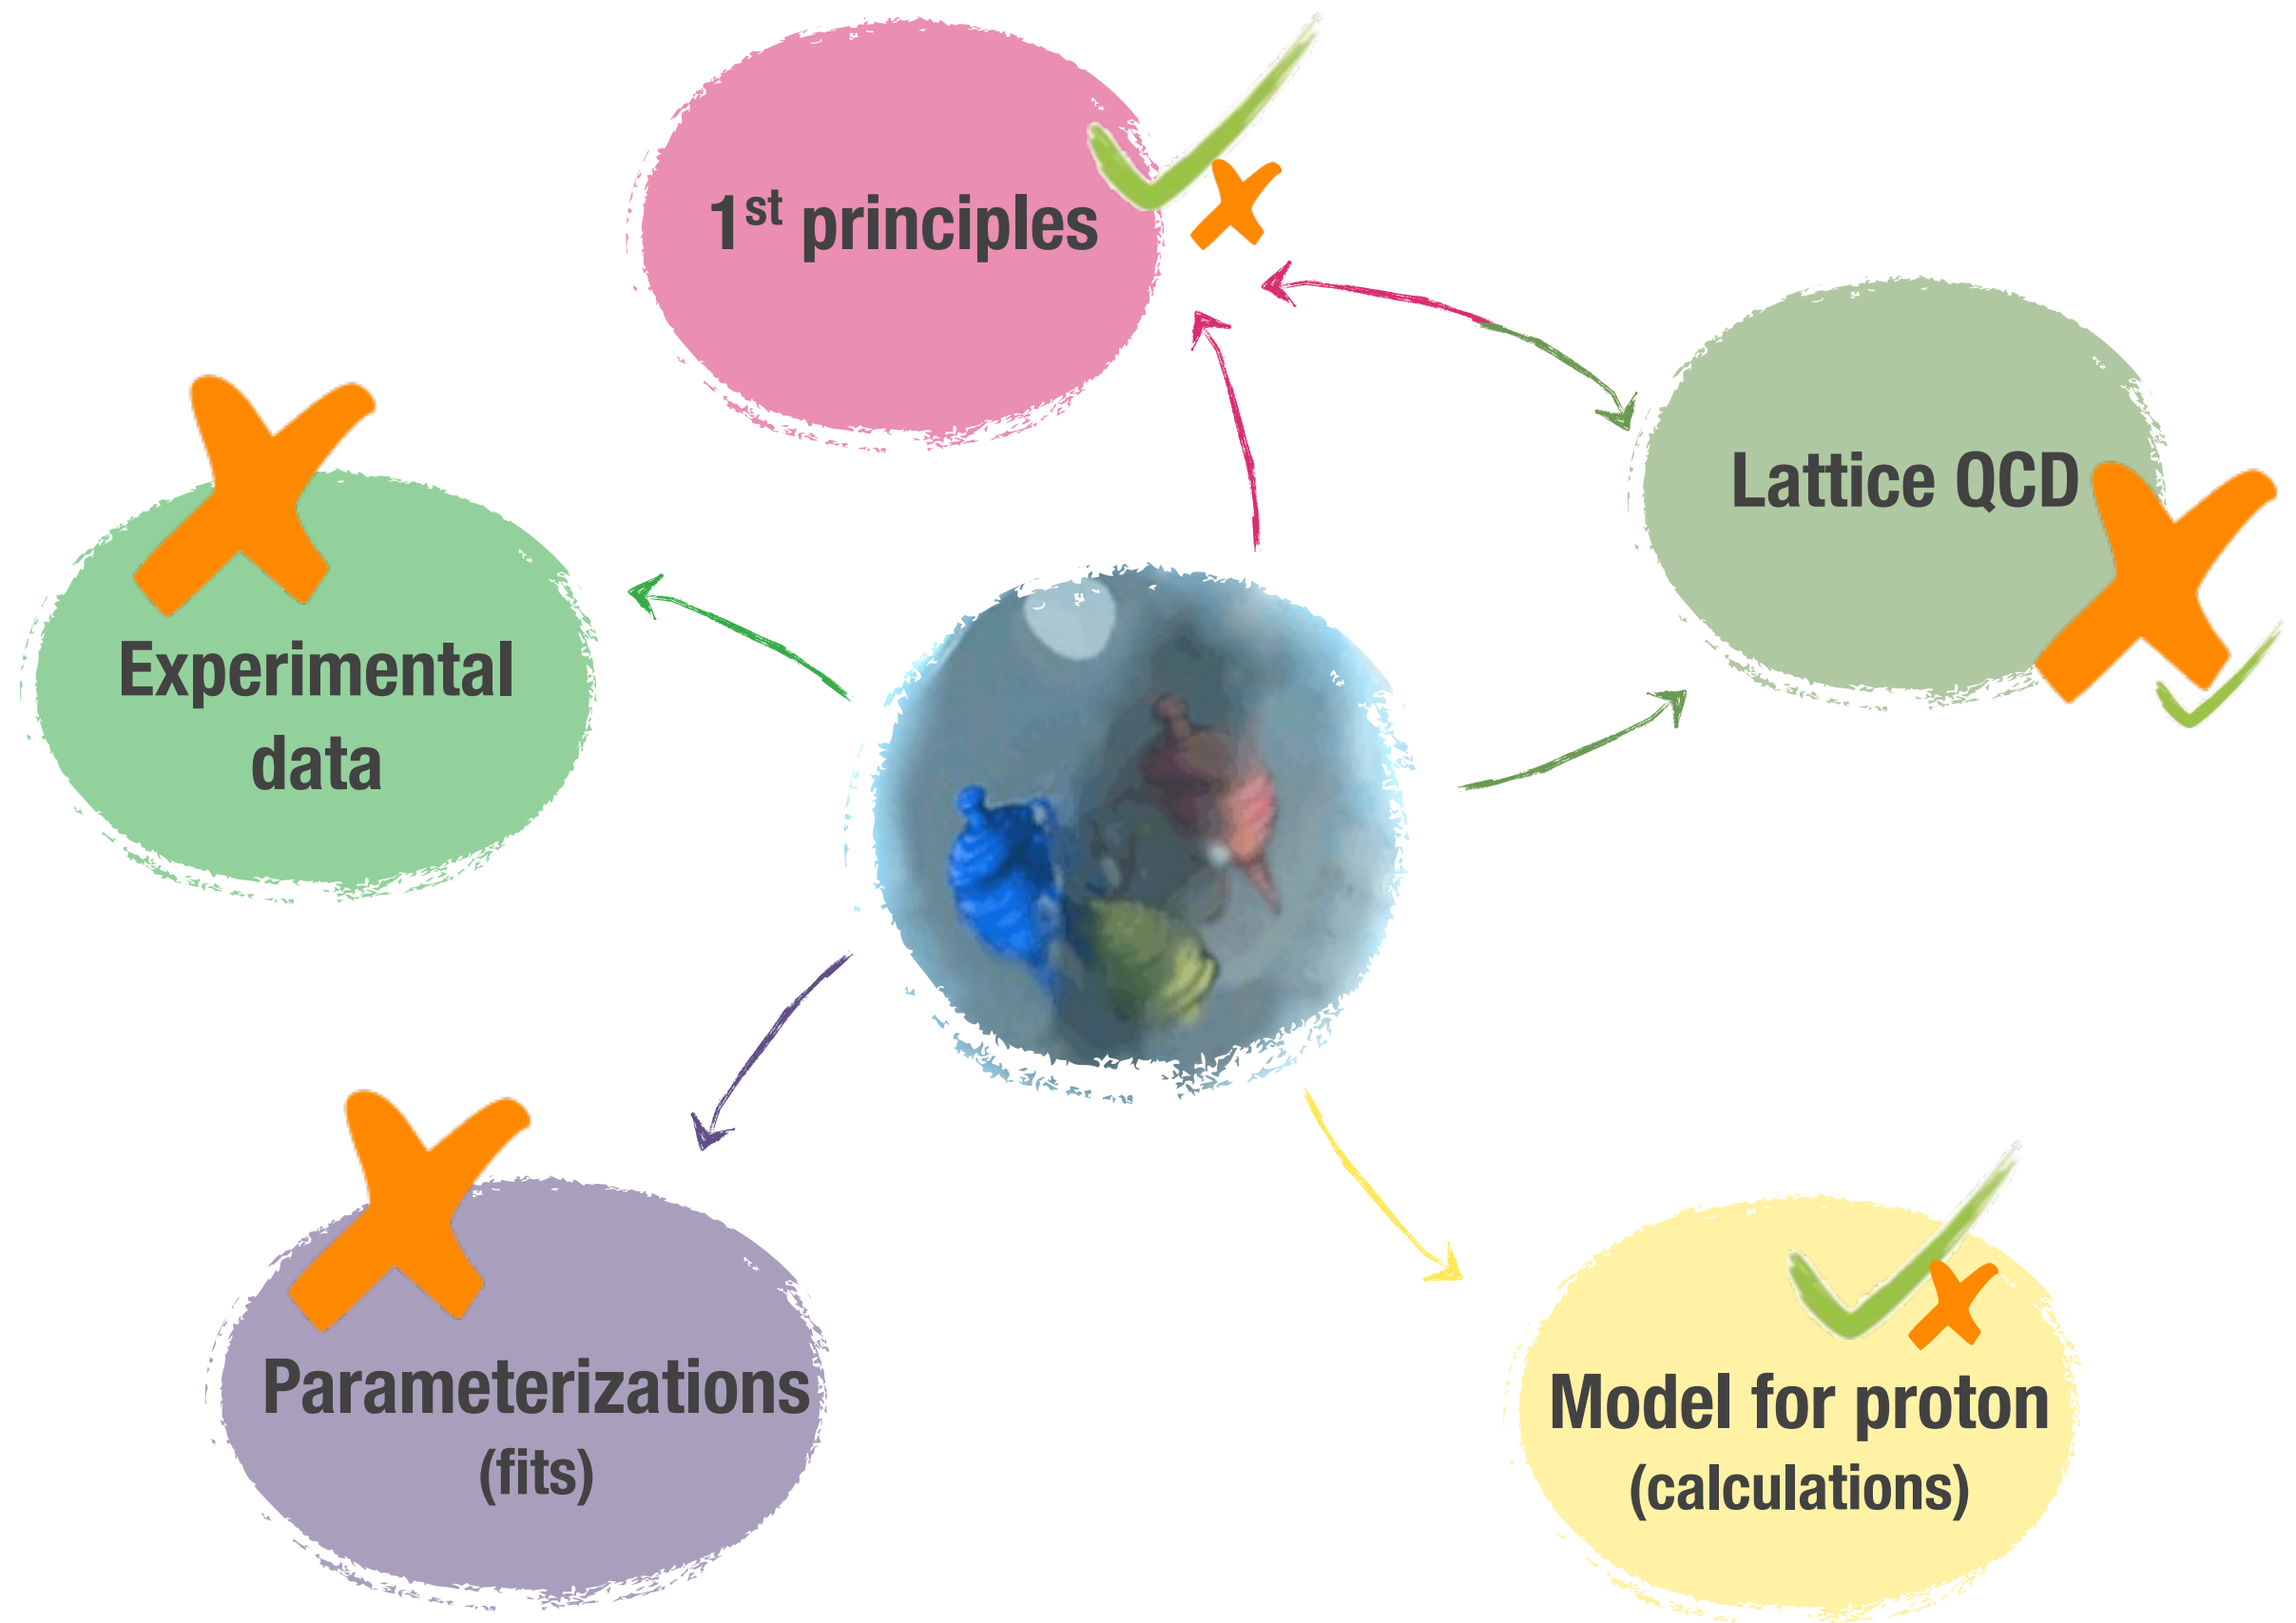 1st principles
Lattice QCD
Experimental
data
Parameterizations
(fits)
Model for proton
(calculations)